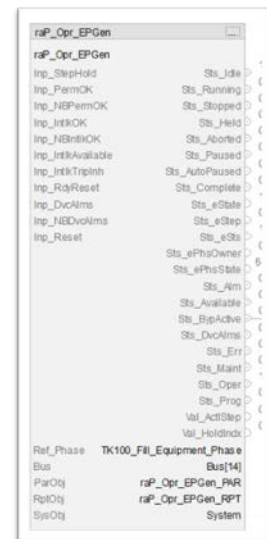 raP_Opr_EPGen ...
raP_Opr_EPGen
Inp_StepHold Sts_Idle
Inp_PermOK Sts_Running
Inp_NBPermOK Sts_Stopped
Inp_IntlkOK Sts_Held
Inp_NBIntlkOK Sts_Aborted
Inp_IntlkAvailable Sts_Paused
Inp_IntlkTripInh Sts_AutoPaused
Inp_RdyReset Sts_Complete
Inp_DvcAlms Sts_eState
Inp_NBDvcAlms Sts_eStep
Inp_Reset Sts_eSts
Sts_ePhsOwner
Sts_ePhsState
Sts_Alm
Sts_Available
Sts_BypActive
Sts_DvcAlms
Sts_Err
Sts_Maint
Sts_Oper
Sts_Prog
Val_ActlStep
Val_HoldIndx
Ref_Phase TK100_Fill_Equipment_Phase
Bus Bus[14]
ParObj raP_Opr_EPGen_PAR
RptObj raP_Opr_EPGen_RPT
SysObj System